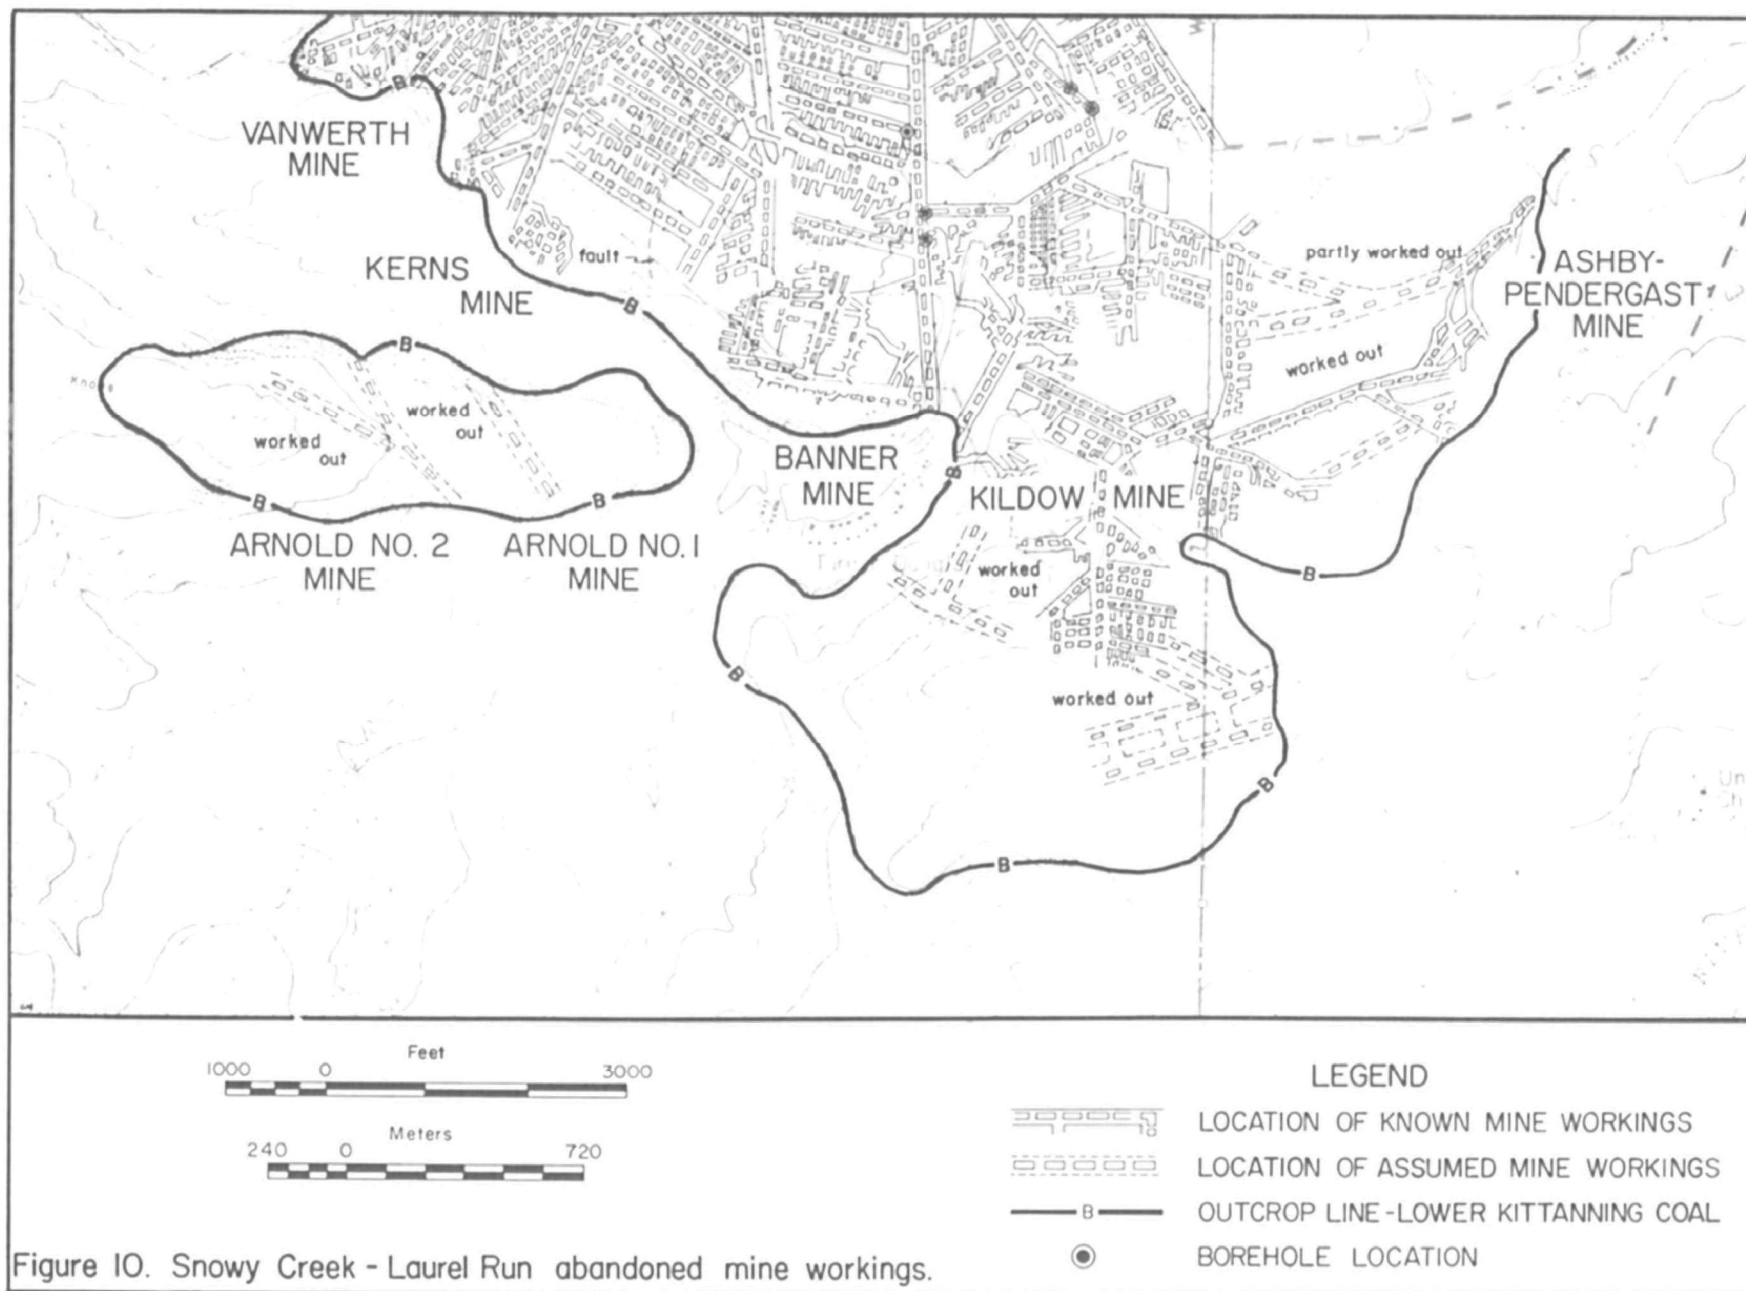 VANWERTH
MINE
KERNS
MINE
fault
partly worked out
ASHBY-
PENDERGAST
MINE
worked out
worked
out
worked
out
ARNOLD NO. 2
MINE
ARNOLD NO. 1
MINE
BANNER
MINE
KILDOW MINE
worked
out
worked out
B
B
B
B
B
B
B
B
B
B
B
Feet
1000 0 3000
Meters
240 0 720
LEGEND
LOCATION OF KNOWN MINE WORKINGS
LOCATION OF ASSUMED MINE WORKINGS
B
OUTCROP LINE-LOWER KITTANNING COAL
BOREHOLE LOCATION
Figure 10. Snowy Creek - Laurel Run abandoned mine workings.